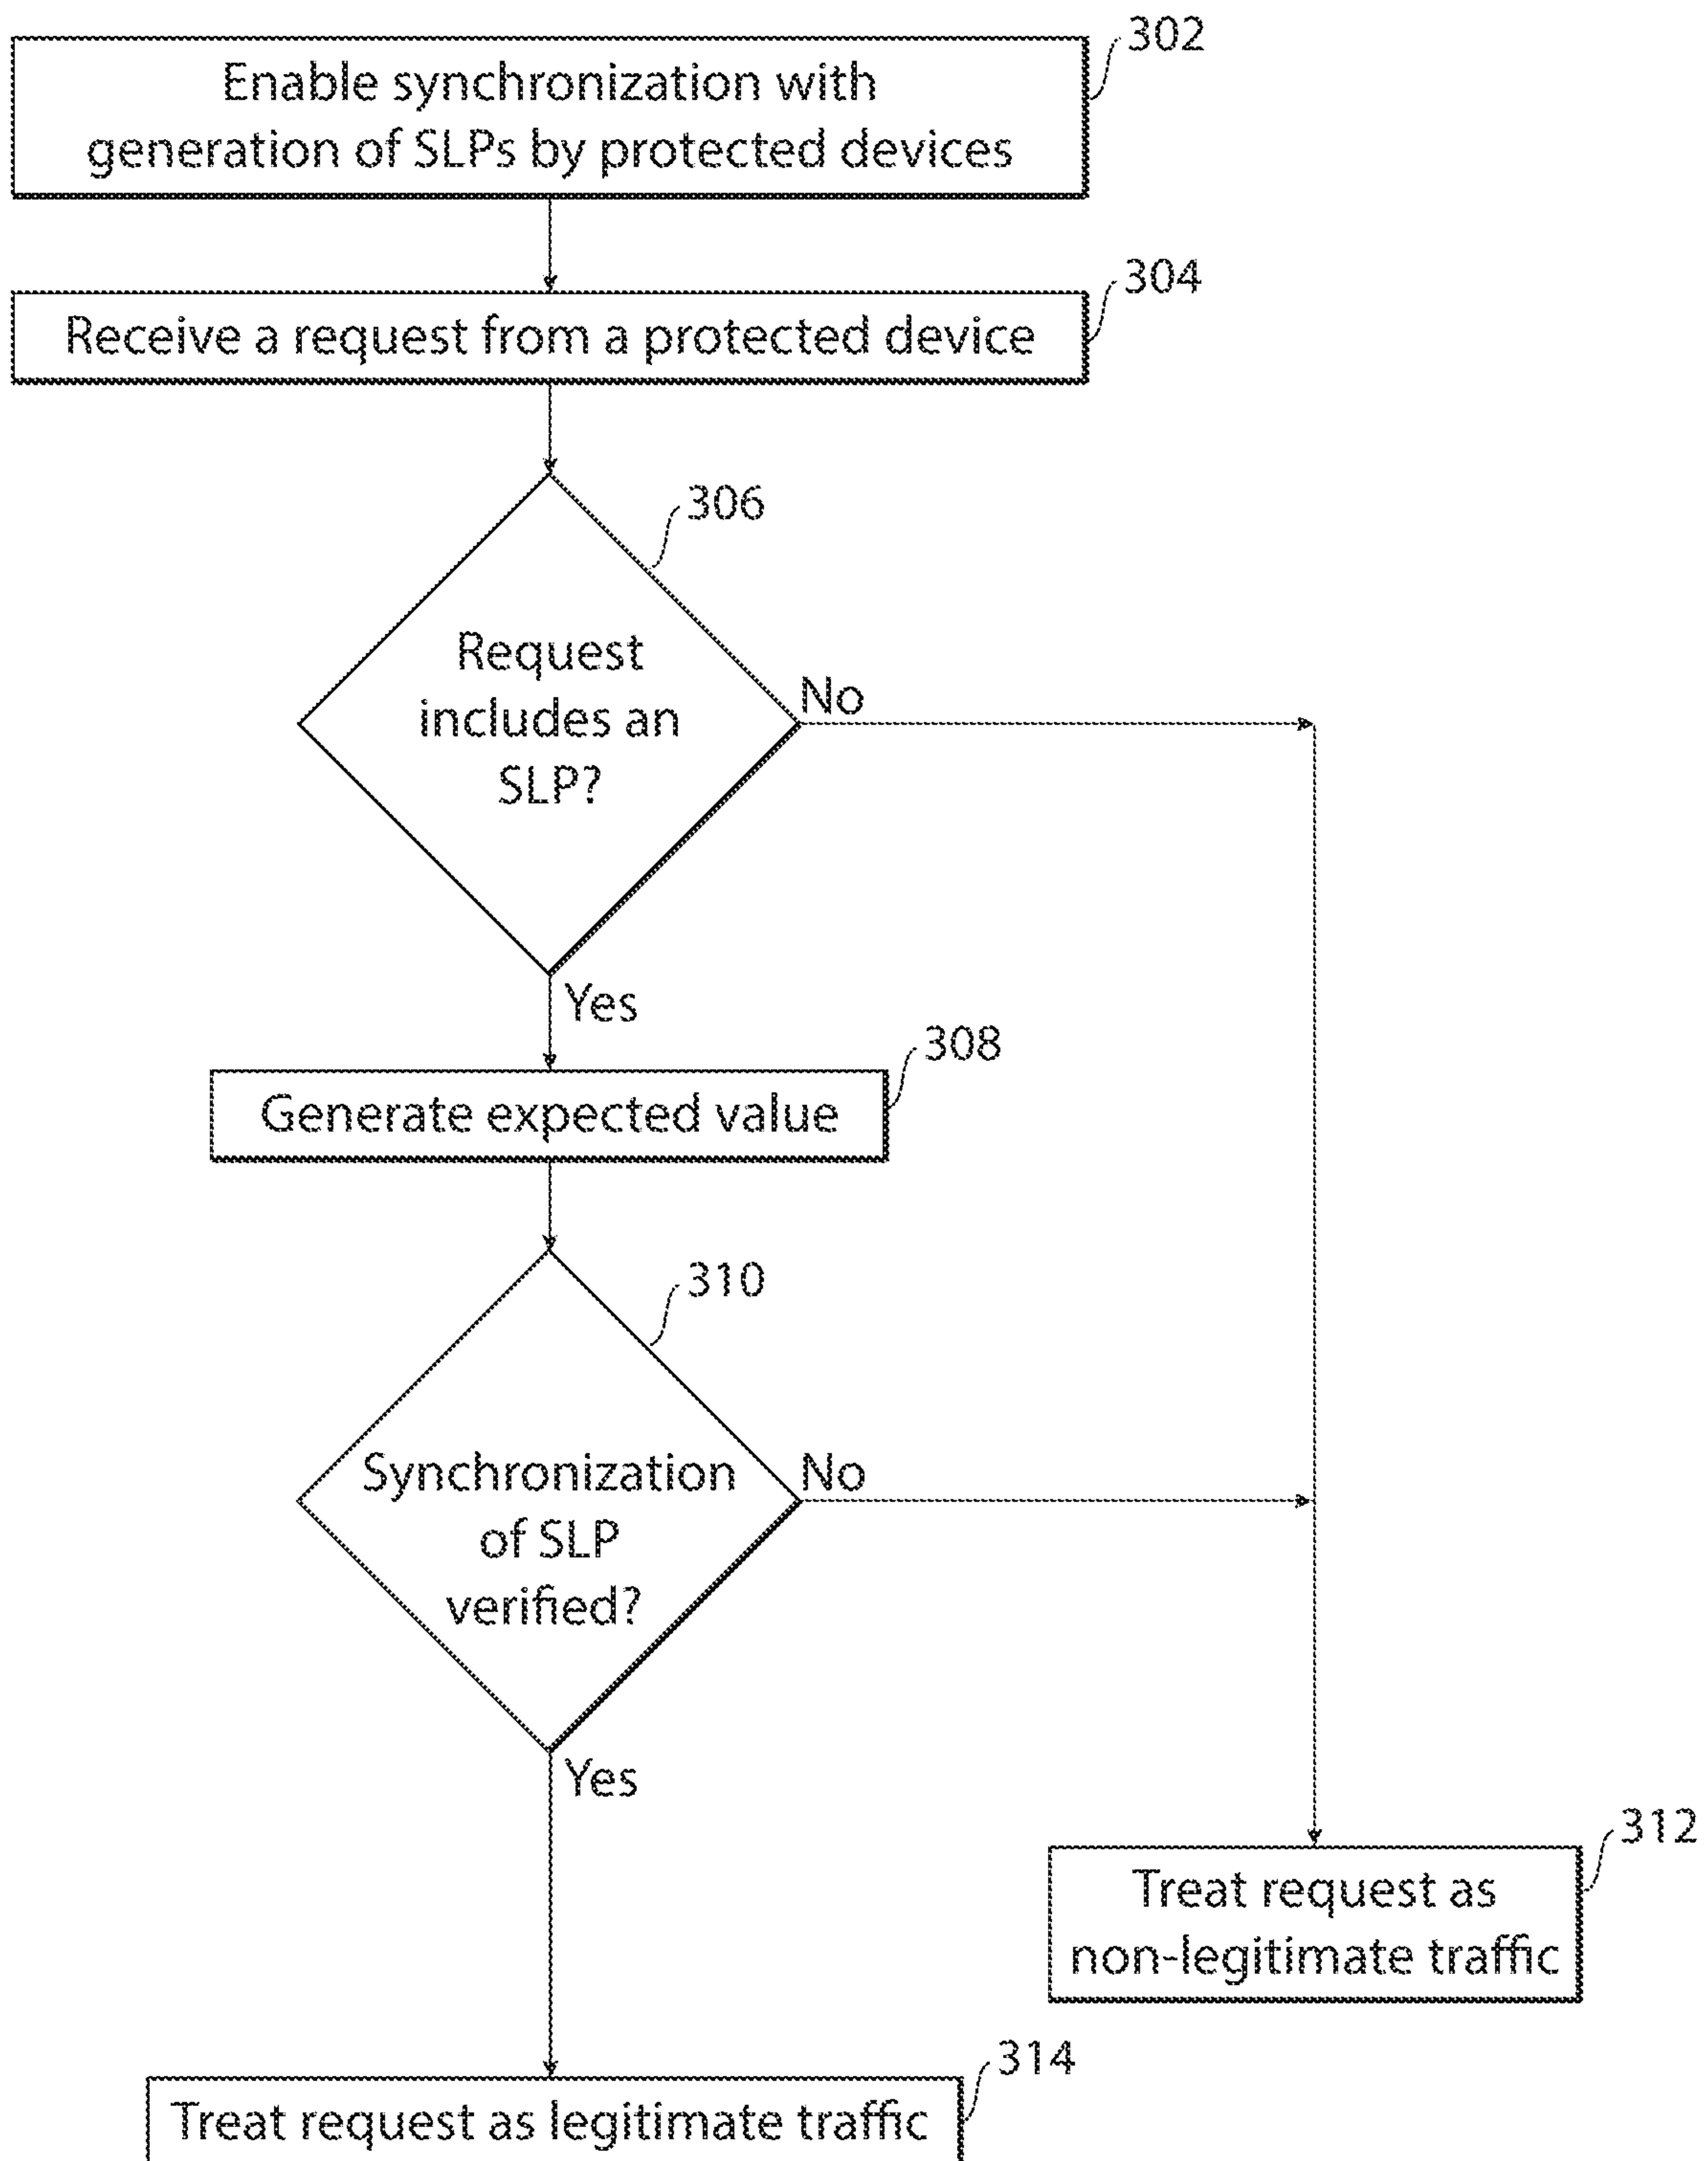 302
Enable synchronization with
generation of SLPs by protected devices
304
Receive a request from a protected device
306
Request
includes an
SLP?
No
Yes
308
Generate expected value
310
Synchronization
of SLP
verified?
No
Yes
312
Treat request as
non-legitimate traffic
314
Treat request as legitimate traffic